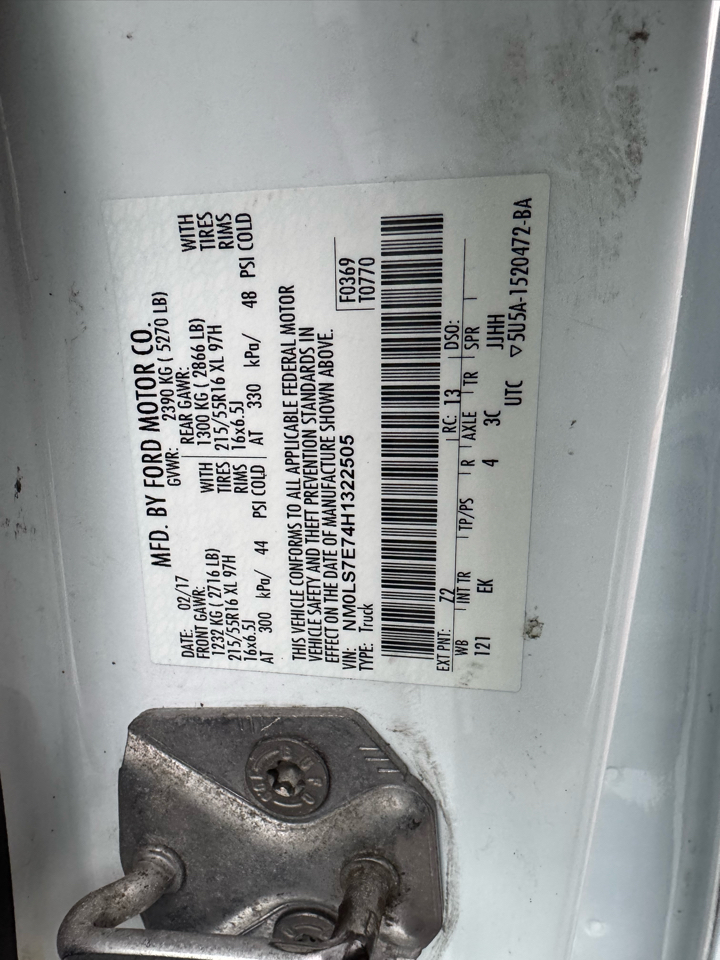 MFD. BY FORD MOTOR CO.
DATE: 02/17 GVWR: 2390 KG ( 5270 LB)
FRONT GAWR: REAR GAWR:
1232 KG ( 2716 LB) WITH 1300 KG ( 2866 LB) WITH
215/55R16 XL 97H TIRES 215/55R16 XL 97H TIRES
16x6.5J RIMS 16x6.5J RIMS
AT 300 kPa/ 44 PSI COLD AT 330 kPa/ 48 PSI COLD
THIS VEHICLE CONFORMS TO ALL APPLICABLE FEDERAL MOTOR
VEHICLE SAFETY AND THEFT PREVENTION STANDARDS IN
EFFECT ON THE DATE OF MANUFACTURE SHOWN ABOVE.
VIN: NM0LS7E74H1322505 F0369
TYPE: Truck T0770
EXT PNT: Z2 RC: 13 DSO:
WB INT TR TP/PS R AXLE TR SPR
121 EK 4 3C JJHH
UTC ▽5U5A-1520472-BA